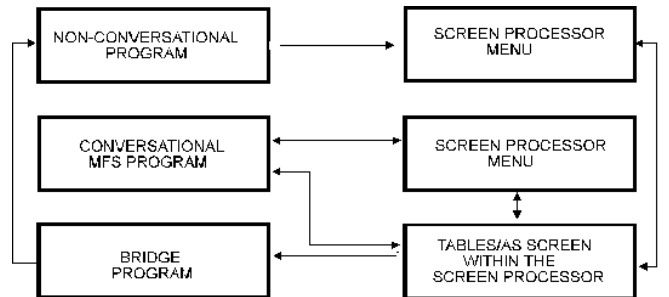 NON-CONVERSATIONAL
PROGRAM
SCREEN PROCESSOR
MENU
CONVERSATIONAL
MFS PROGRAM
SCREEN PROCESSOR
MENU
BRIDGE
PROGRAM
TABLES/AS SCREEN
WITHIN THE
SCREEN PROCESSOR